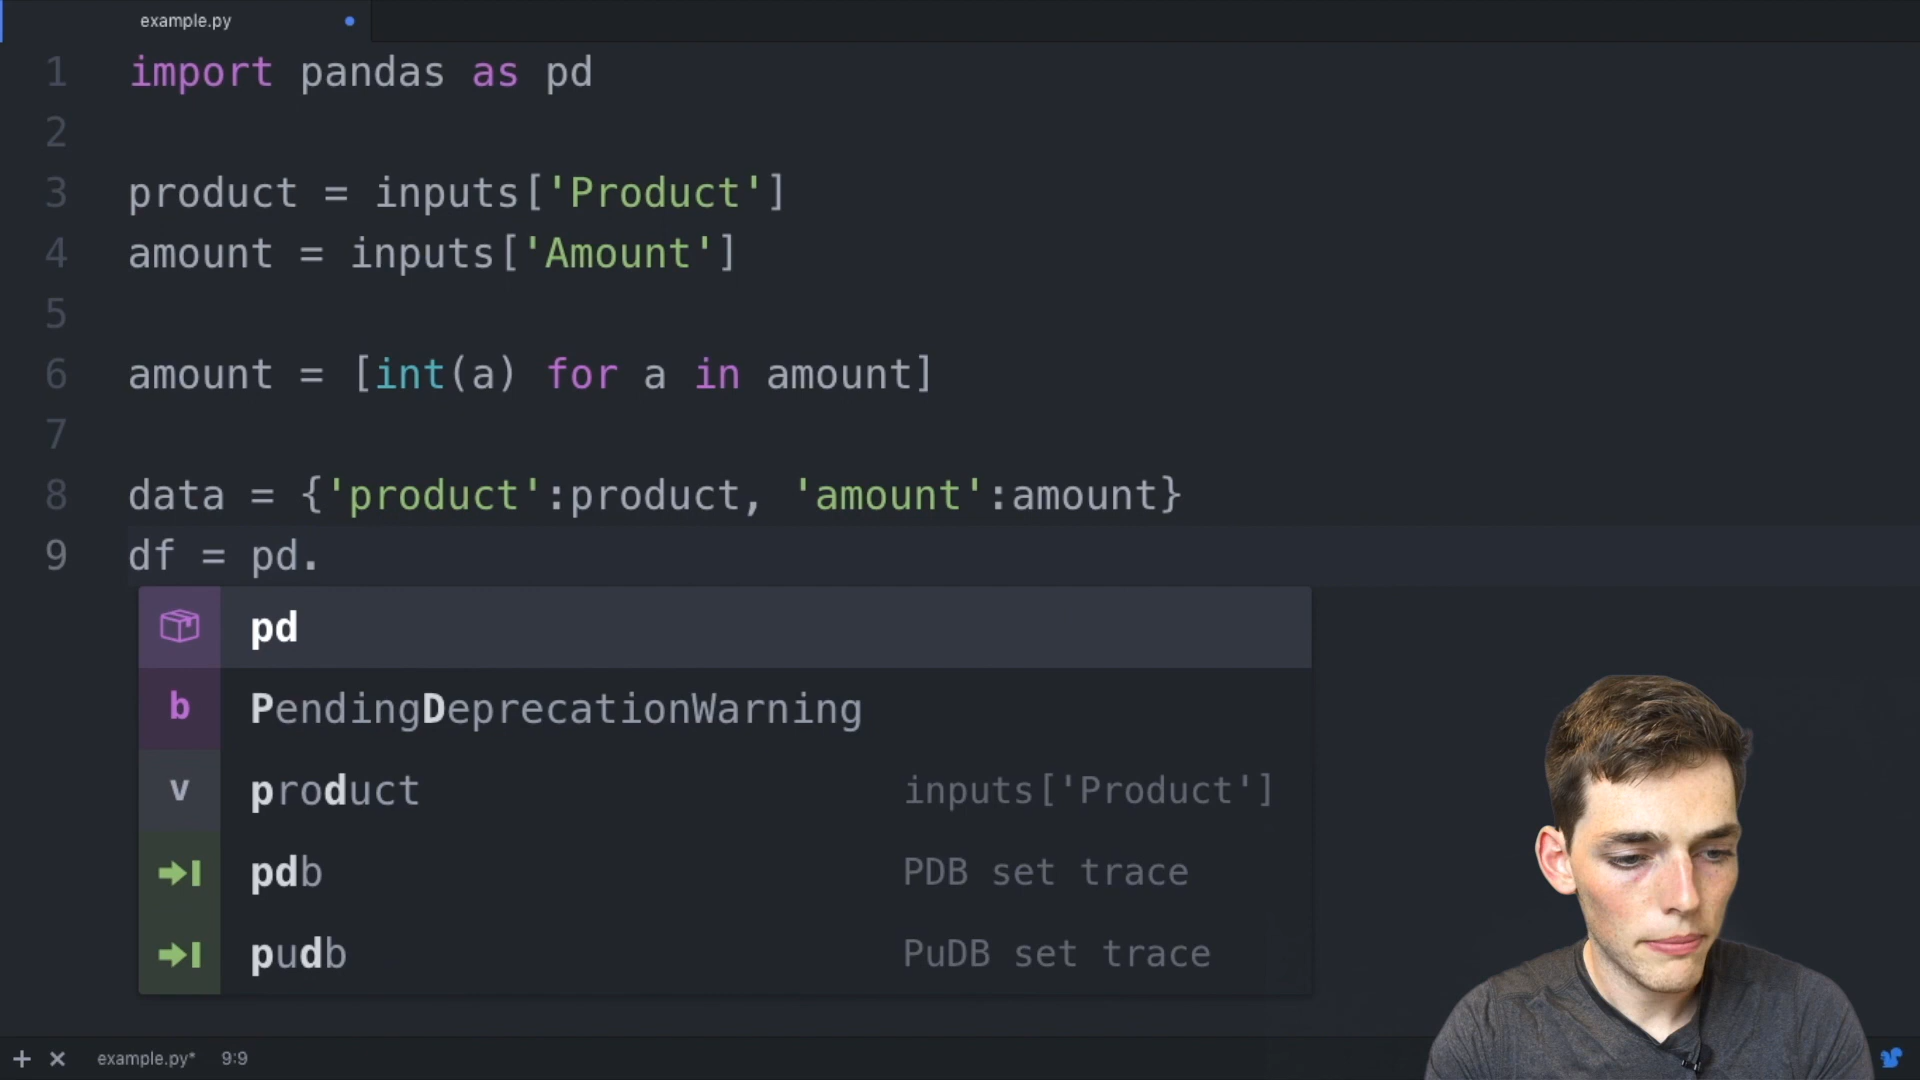 example.py
1 import pandas as pd
2
3 product = inputs['Product']
4 amount = inputs['Amount']
5
6 amount = [int(a) for a in amount]
7
8 data = {'product':product, 'amount':amount}
9 df = pd.
pd
b PendingDeprecationWarning
v product inputs['Product']
pdb PDB set trace
pudb PuDB set trace
example.py* 9:9